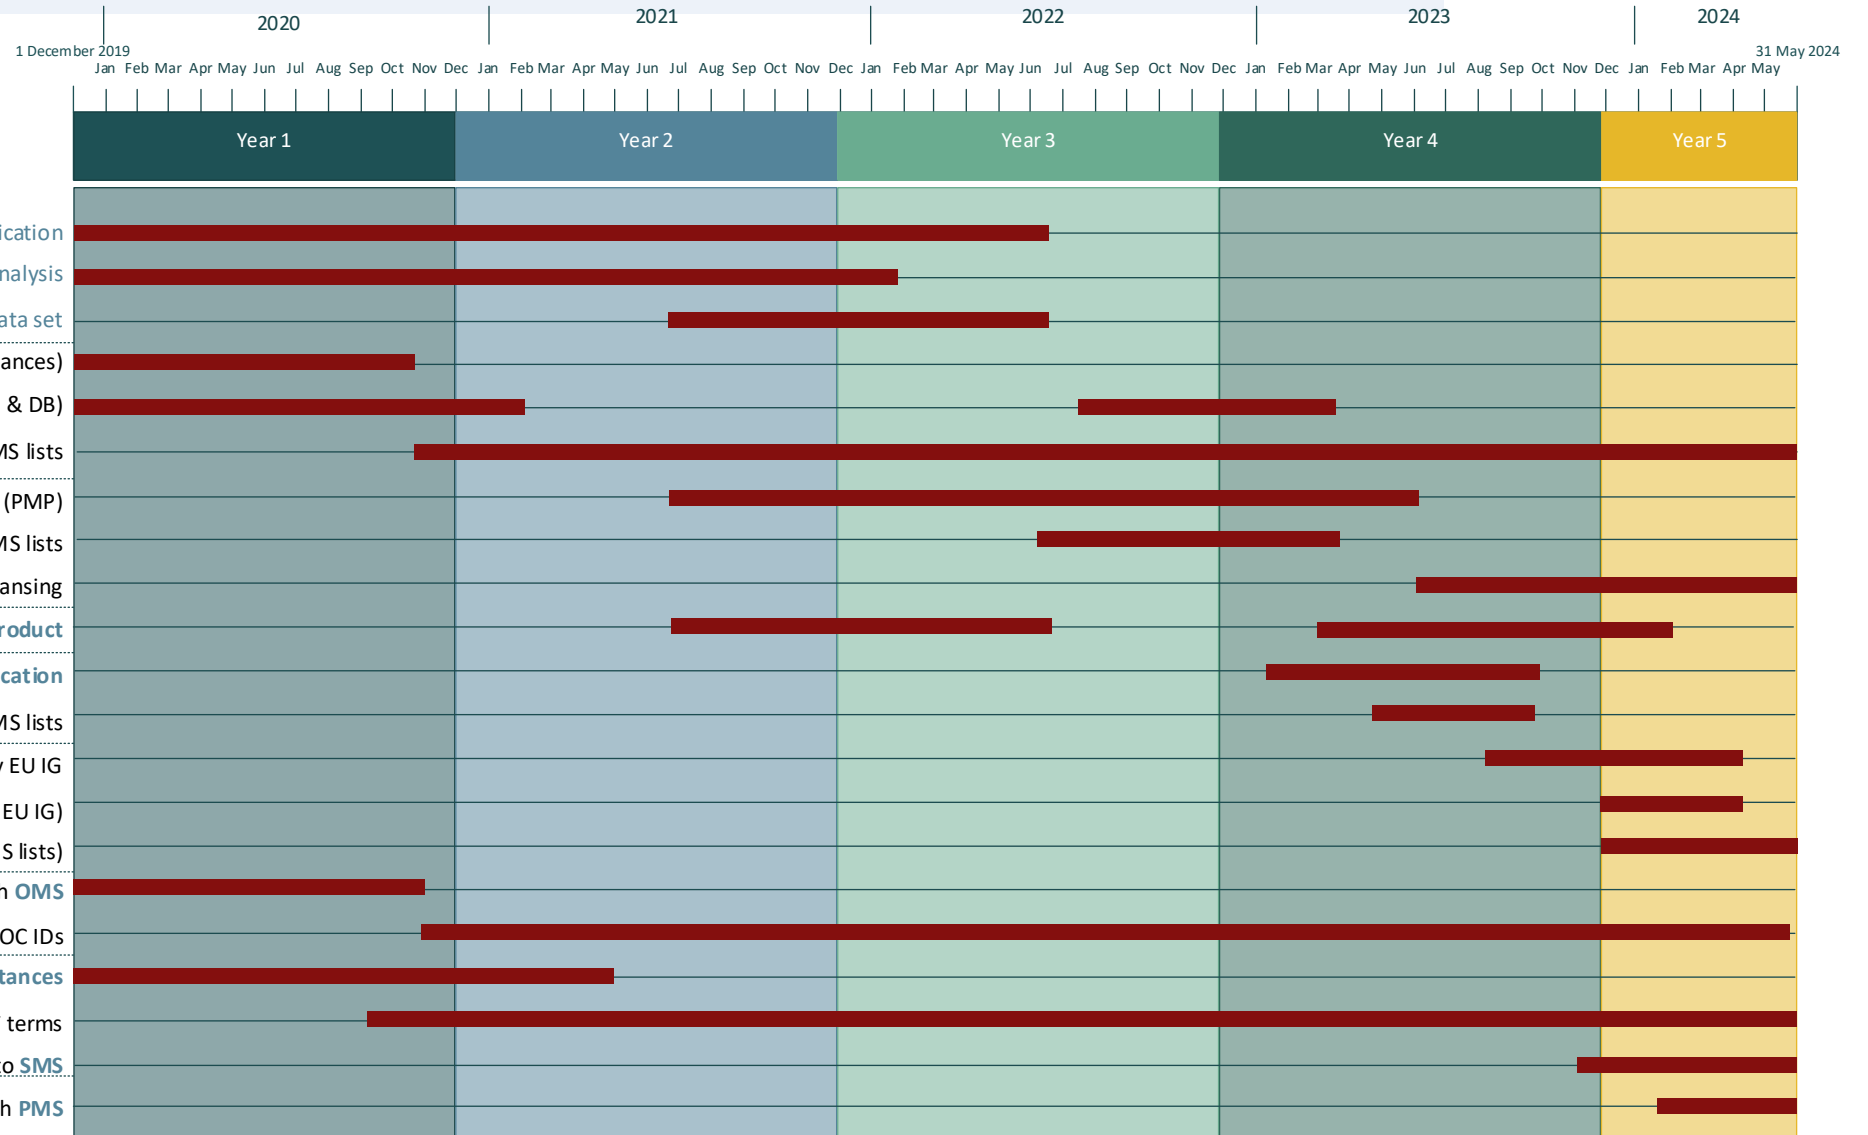 2020 2021 2022 2023 2024
1 December 2019 31 May 2024
Jan Feb Mar Apr May Jun Jul Aug Sep Oct Nov Dec Jan Feb Mar Apr May Jun Jul Aug Sep Oct Nov Dec Jan Feb Mar Apr May Jun Jul Aug Sep Oct Nov Dec Jan Feb Mar Apr May Jun Jul Aug Sep Oct Nov Dec Jan Feb Mar Apr May
Year 1 Year 2 Year 3 Year 4 Year 5
ication
nalysis
ata set
ances)
& DB)
MS lists
(PMP)
MS lists
ansing
roduct
cation
MS lists
EU IG
EU IG)
S lists)
OMS
OC IDs
tances
terms
to SMS
h PMS